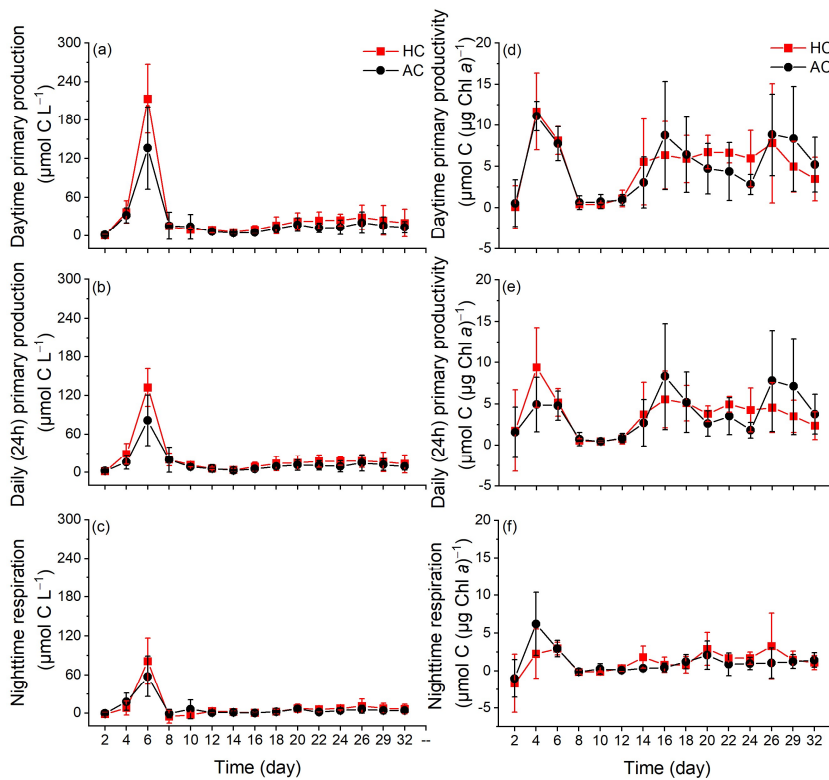 (a)
HC
AC
Daytime primary production
(μmol C L⁻¹)
300
240
180
120
60
0
(d)
HC
AC
Daytime primary productivity
(μmol C (μg Chl a)⁻¹)
20
15
10
5
0
-5
(b)
Daily (24h) primary production
(μmol C L⁻¹)
300
240
180
120
60
0
(e)
Daily (24h) primary productivity
(μmol C (μg Chl a)⁻¹)
20
15
10
5
0
-5
(c)
Nighttime respiration
(μmol C L⁻¹)
300
240
180
120
60
0
2 4 6 8 10 12 14 16 18 20 22 24 26 28 32 --
Time (day)
(f)
Nighttime respiration
(μmol C (μg Chl a)⁻¹)
20
15
10
5
0
-5
2 4 6 8 10 12 14 16 18 20 22 24 26 29 32
Time (day)